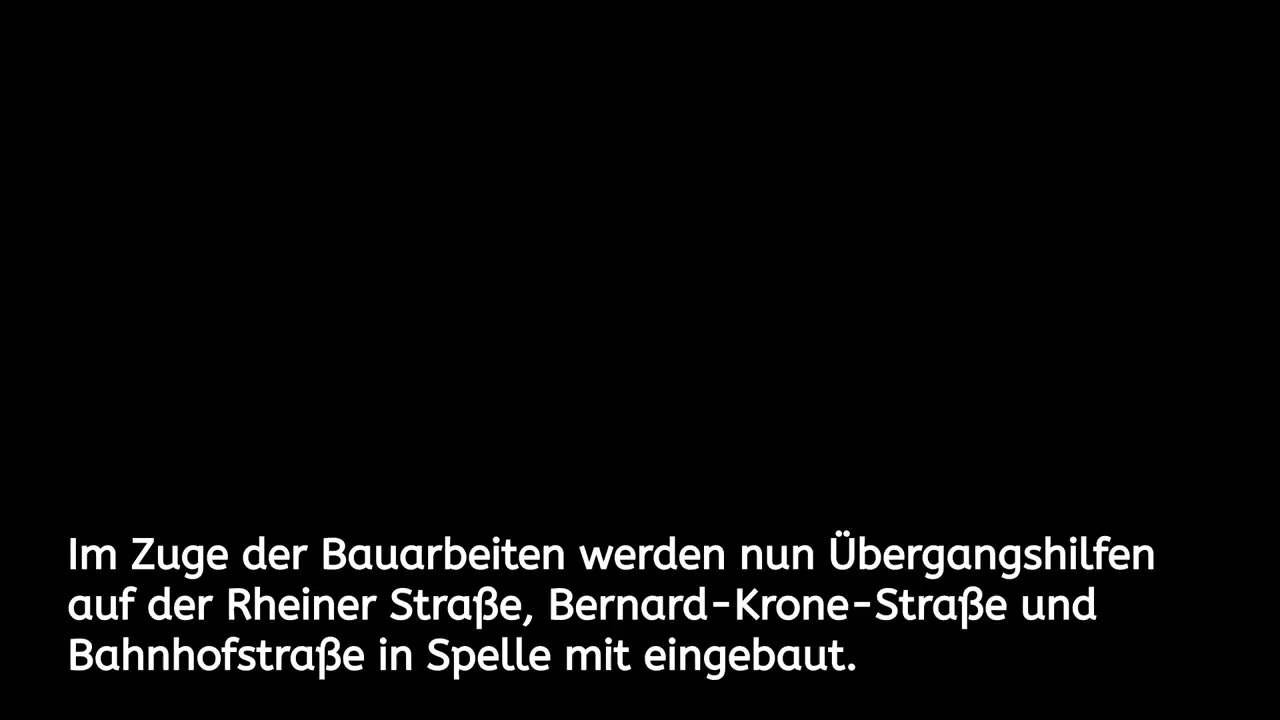 Im Zuge der Bauarbeiten werden nun Übergangshilfen
auf der Rheiner Straße, Bernard-Krone-Straße und
Bahnhofstraße in Spelle mit eingebaut.